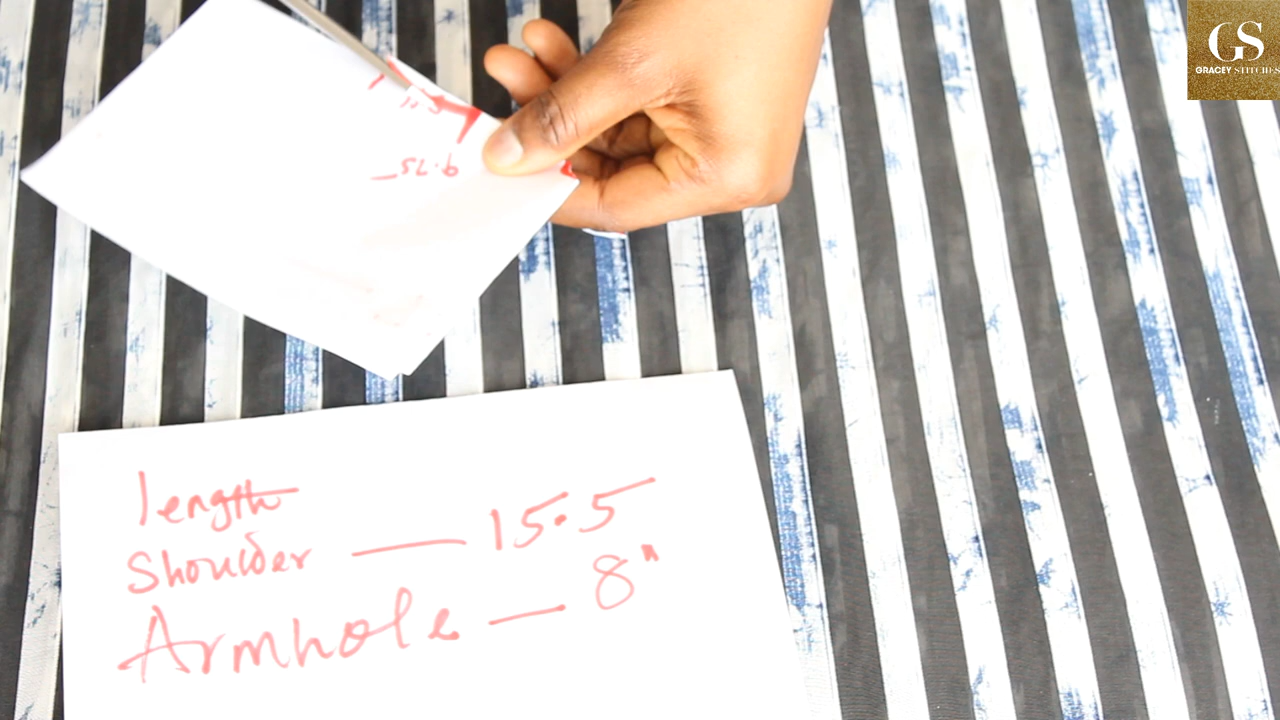 GS
GRACEY STITCHES
9.75
length
Shoulder — 15.5
Armhole — 8"